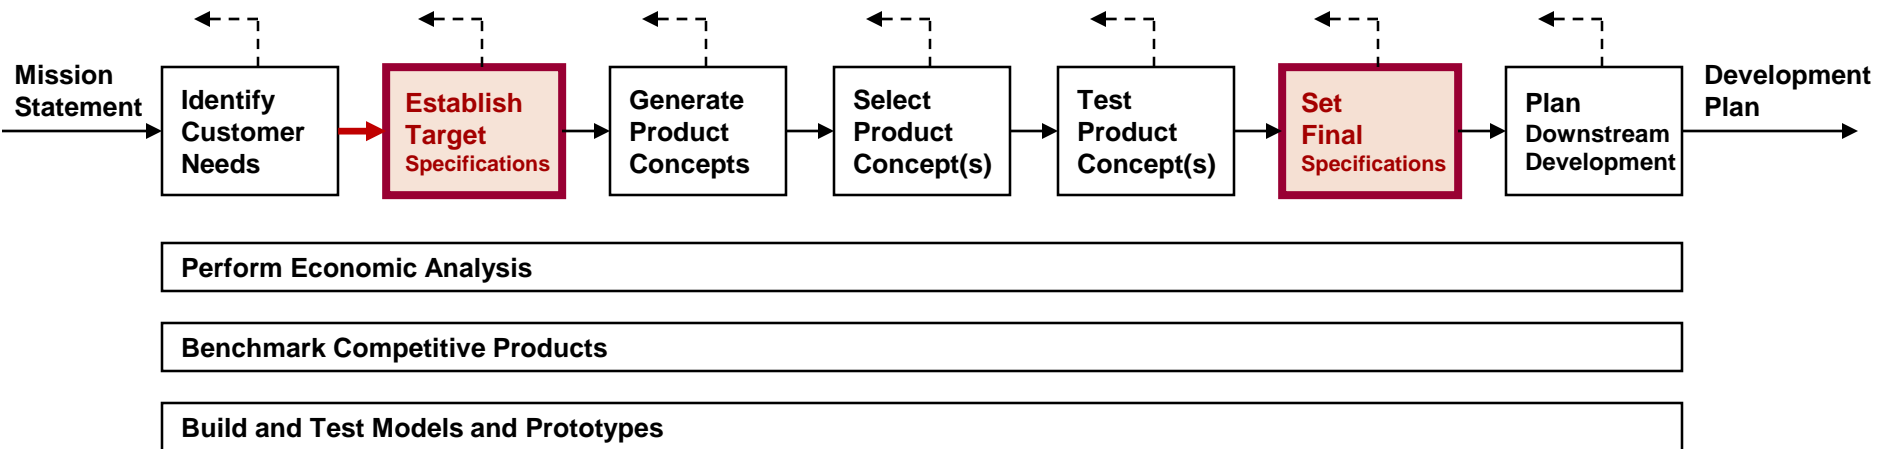 Mission
Statement
Identify
Customer
Needs
Establish
Target
Specifications
Generate
Product
Concepts
Select
Product
Concept(s)
Test
Product
Concept(s)
Set
Final
Specifications
Plan
Downstream
Development
Development
Plan
Perform Economic Analysis
Benchmark Competitive Products
Build and Test Models and Prototypes